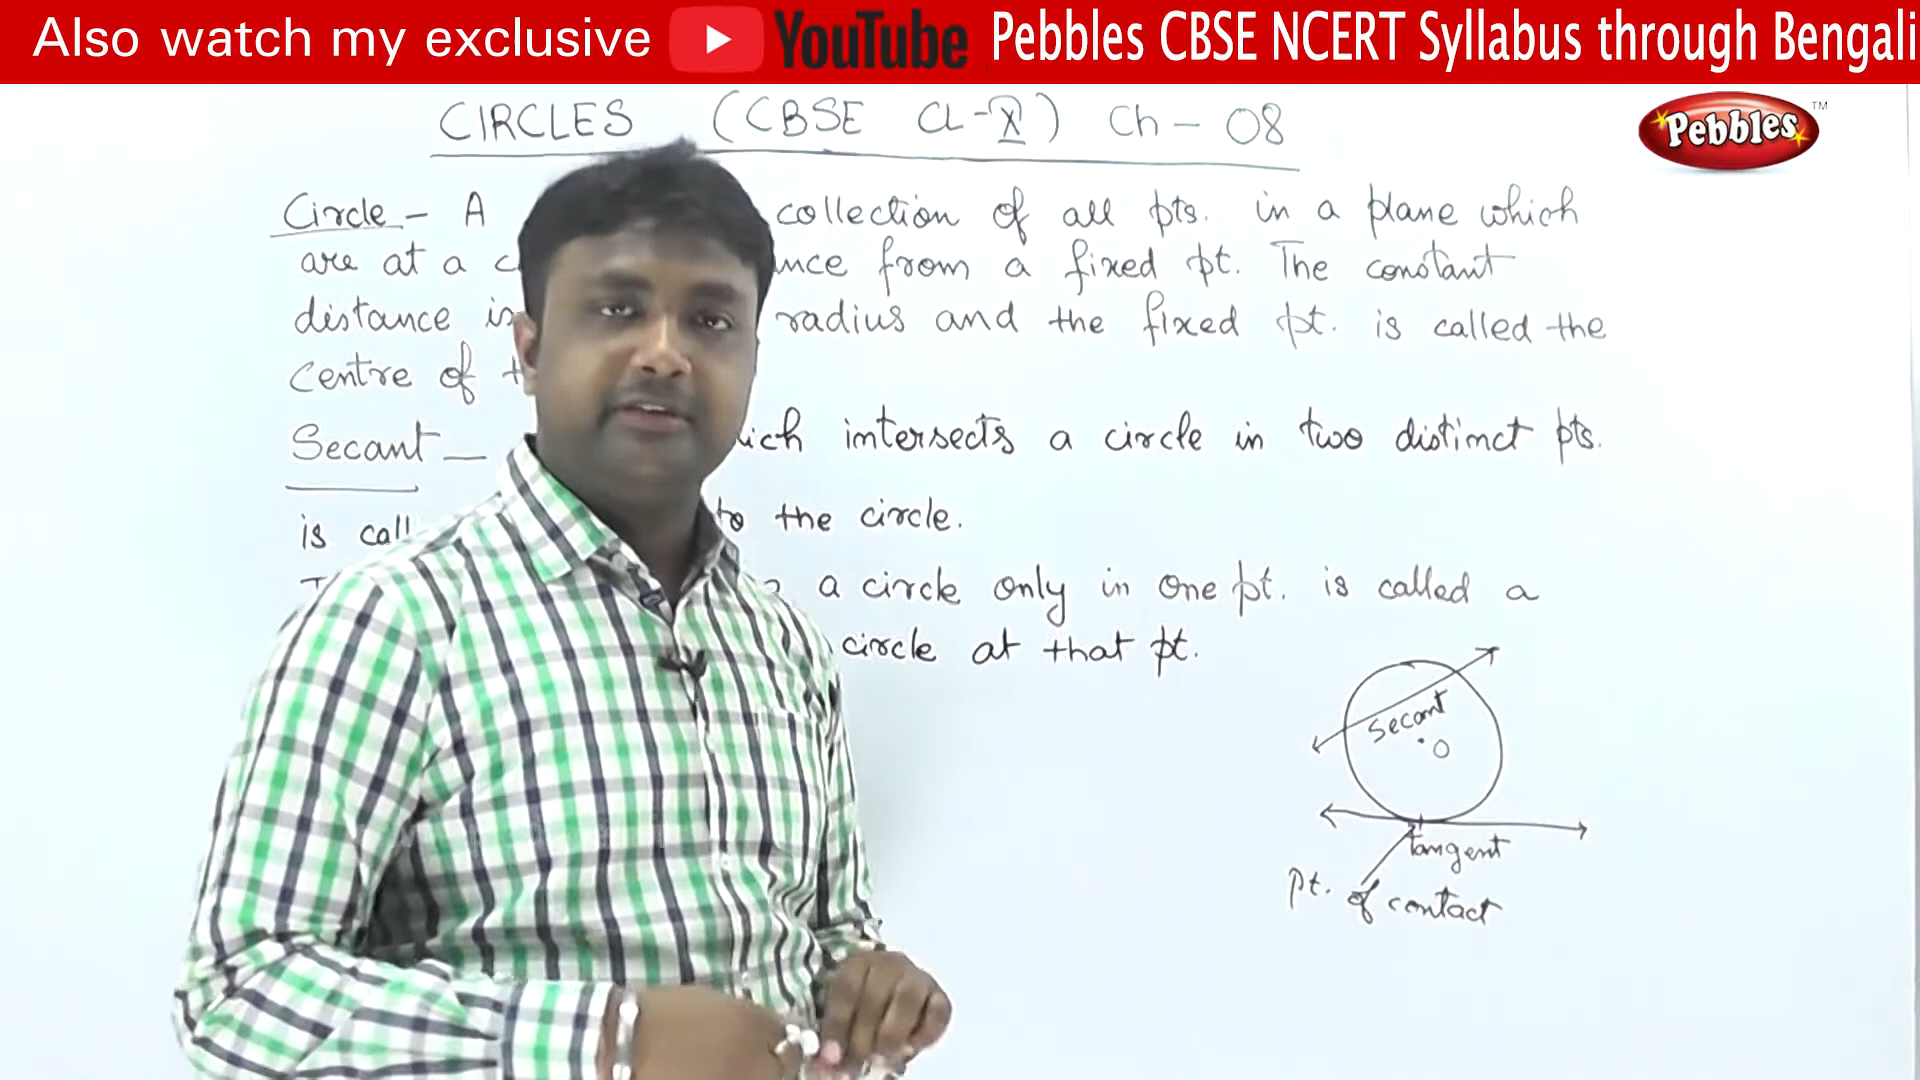 Also watch my exclusive YouTube Pebbles CBSE NCERT Syllabus through Bengali
CIRCLES (CBSE CL-X) Ch - 08
Pebbles TM
Circle - A collection of all pts. in a plane which
are at a from a fixed pt. The constant
distance is radius and the fixed pt. is called the
Centre of
Secant - intersects a circle in two distinct pts.
is to the circle.
a circle only in one pt. is called a
circle at that pt.
Secant
O
tangent
pt. of contact